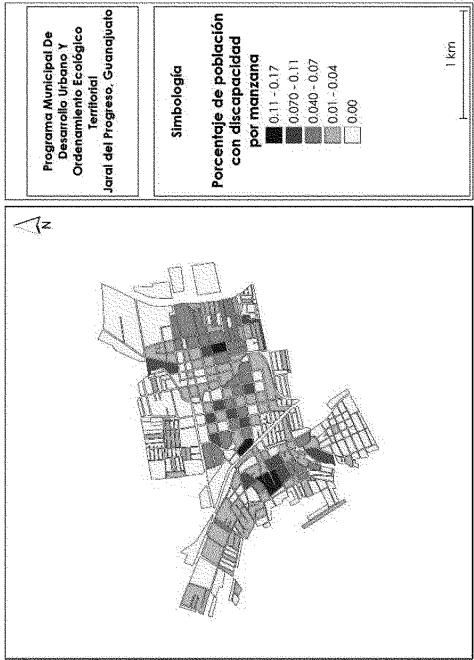 Programa Municipal De
Desarrollo Urbano Y
Ordenamiento Ecológico
Territorial
Jaral del Progreso, Guanajuato
Simbología
Porcentaje de población
con discapacidad
por manzana
0.11 - 0.17
0.070 - 0.11
0.040 - 0.07
0.01 - 0.04
0.00
1 km
N